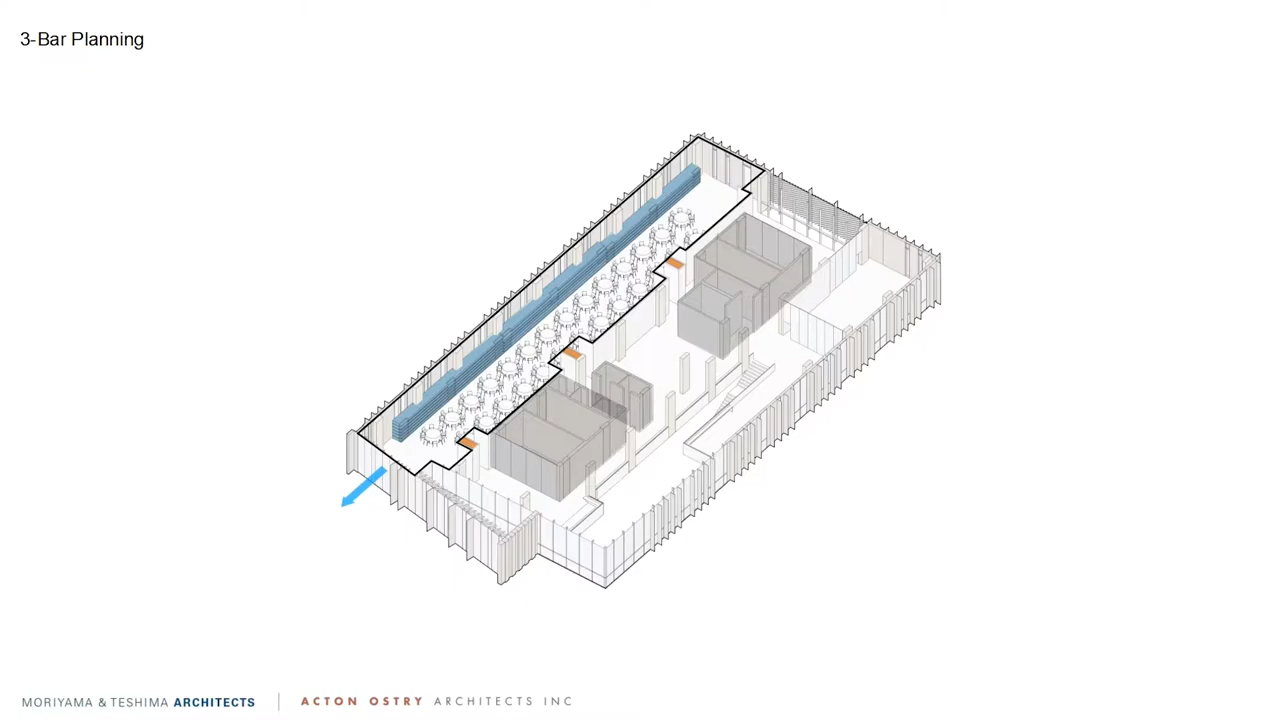 3-Bar Planning
MORIYAMA & TESHIMA ARCHITECTS
ACTON OSTRY ARCHITECTS INC